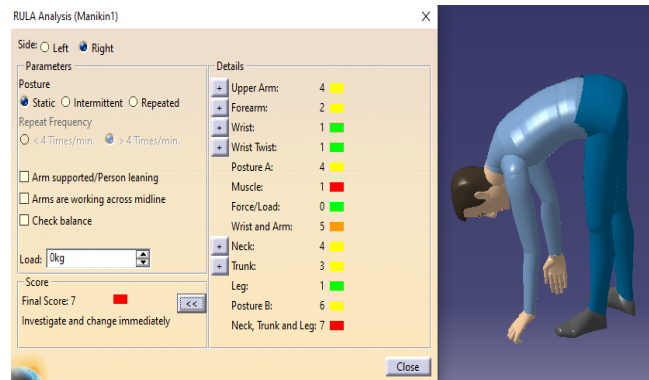 RULA Analysis (Manikin1)
X
Side: Left Right
Parameters
Posture
Static Intermittent Repeated
Repeat Frequency
< 4 Times/min. > 4 Times/min.
Arm supported/Person leaning
Arms are working across midline
Check balance
Load: 0kg
Score
Final Score: 7
<<
Investigate and change immediately
Details
+ Upper Arm: 4
+ Forearm: 2
+ Wrist: 1
+ Wrist Twist: 1
Posture A: 4
Muscle: 1
Force/Load: 0
Wrist and Arm: 5
+ Neck: 4
+ Trunk: 3
Leg: 1
Posture B: 6
Neck, Trunk and Leg: 7
Close